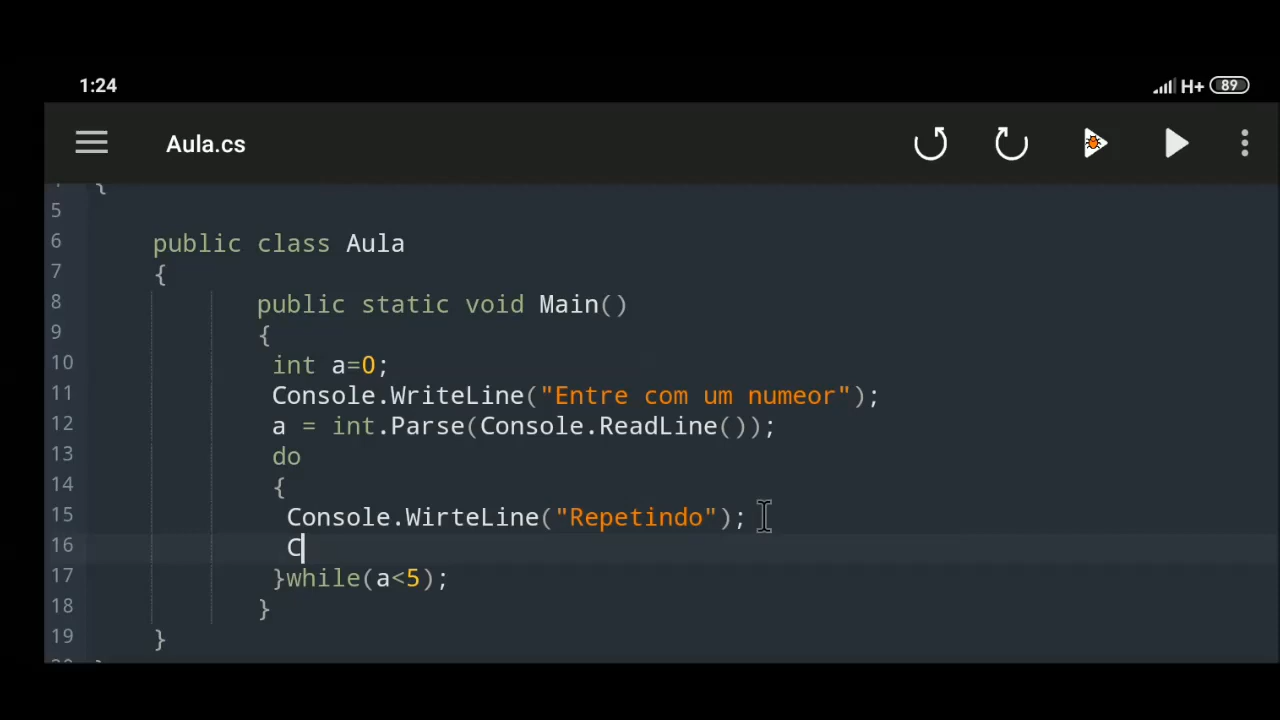 1:24
H+ 89
Aula.cs
{
5
6 public class Aula
7 {
8 public static void Main()
9 {
10 int a=0;
11 Console.WriteLine("Entre com um numeor");
12 a = int.Parse(Console.ReadLine());
13 do
14 {
15 Console.WirteLine("Repetindo");
16 C
17 }while(a<5);
18 }
19 }